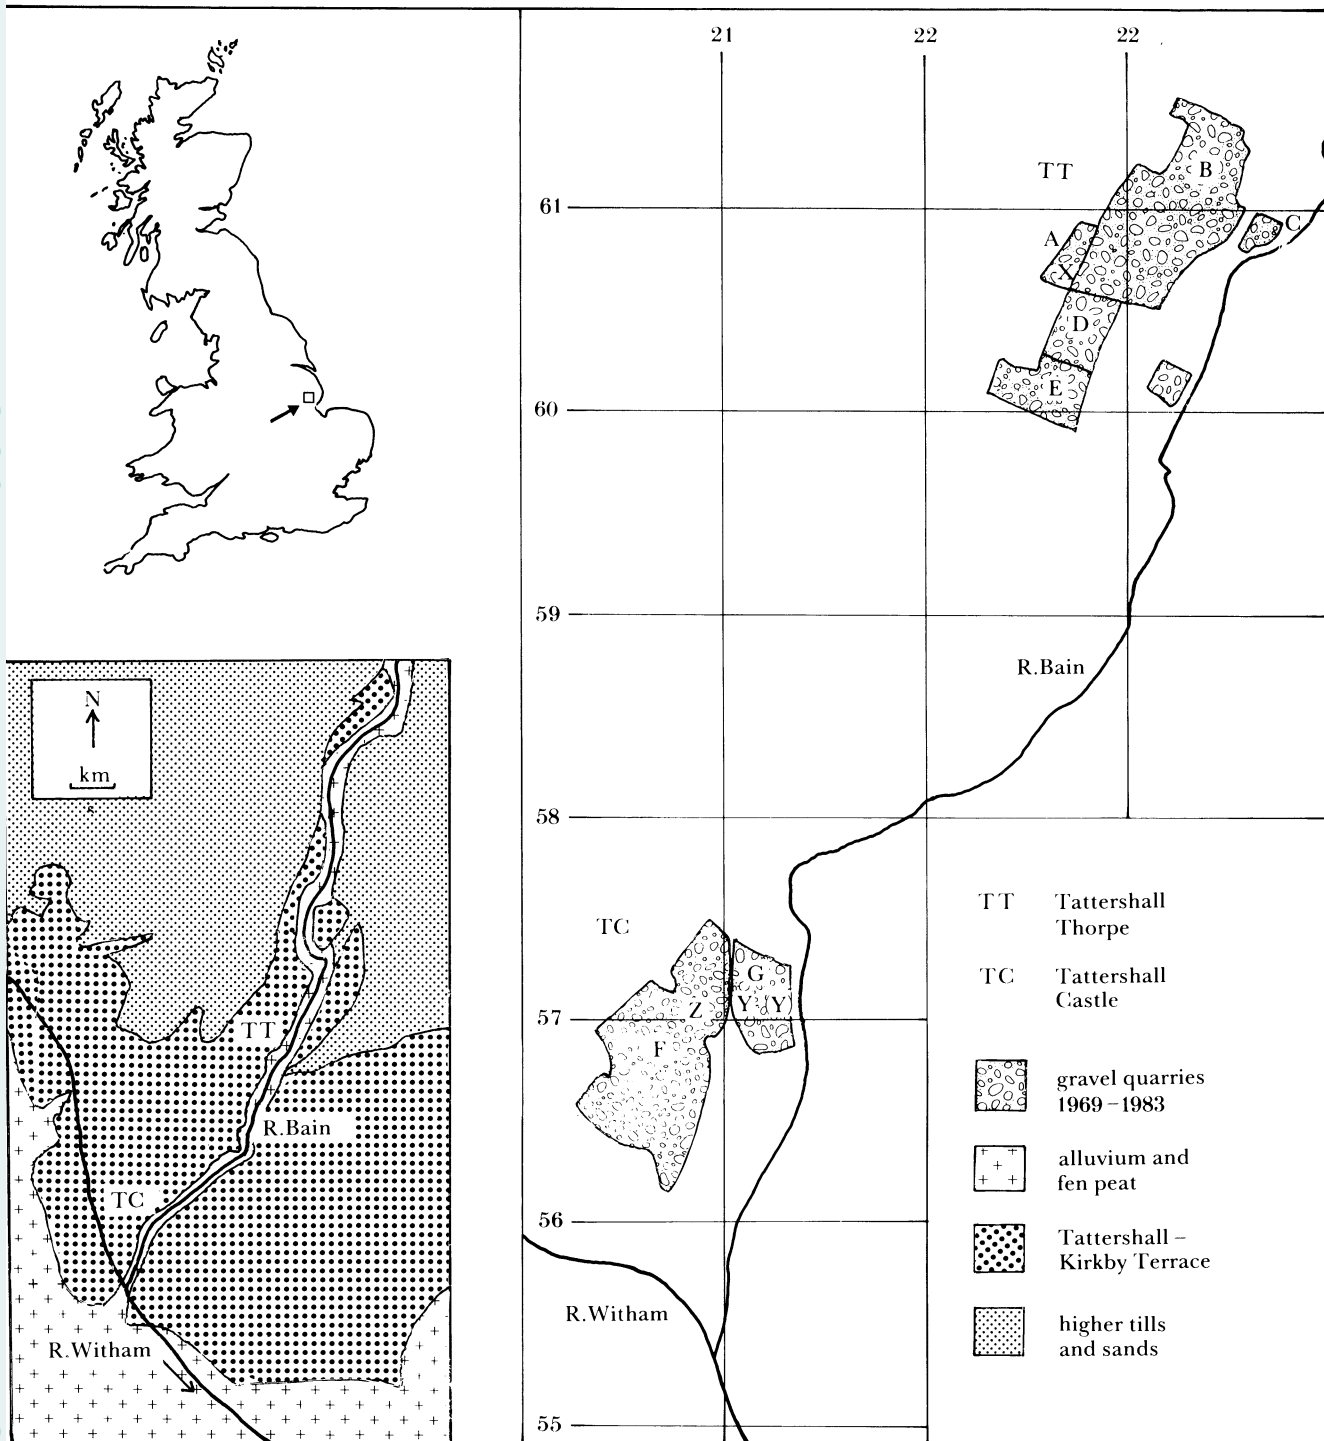 21 22 22
TT
B
61
A
C
X
D
E
60
59
R.Bain
58
TC
G
Z
Y Y
57
F
56
R.Witham
55
N
km
s
TT
R.Bain
TC
R.Witham
TT Tattershall
Thorpe
TC Tattershall
Castle
gravel quarries
1969–1983
alluvium and
fen peat
Tattershall –
Kirkby Terrace
higher tills
and sands